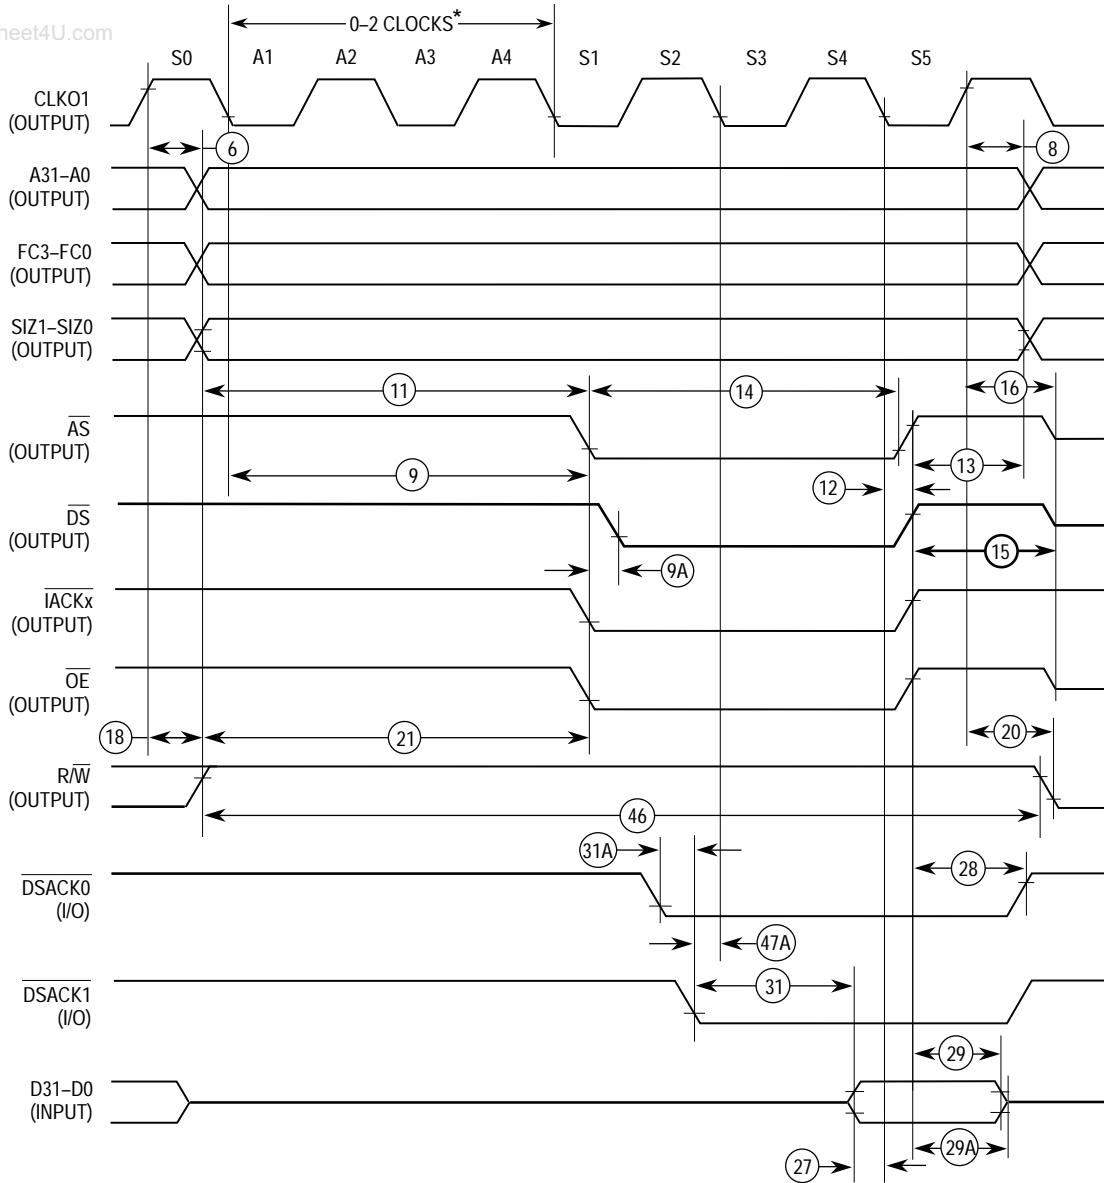 neet4U.com
0–2 CLOCKS*
S0 A1 A2 A3 A4 S1 S2 S3 S4 S5
CLKO1
(OUTPUT)
6
8
A31–A0
(OUTPUT)
FC3–FC0
(OUTPUT)
SIZ1–SIZ0
(OUTPUT)
11
14
16
AS
(OUTPUT)
9
13
12
DS
(OUTPUT)
15
9A
IACKx
(OUTPUT)
OE
(OUTPUT)
18
21
20
R/W
(OUTPUT)
46
31A
28
DSACK0
(I/O)
47A
31
DSACK1
(I/O)
29
D31–D0
(INPUT)
29A
27